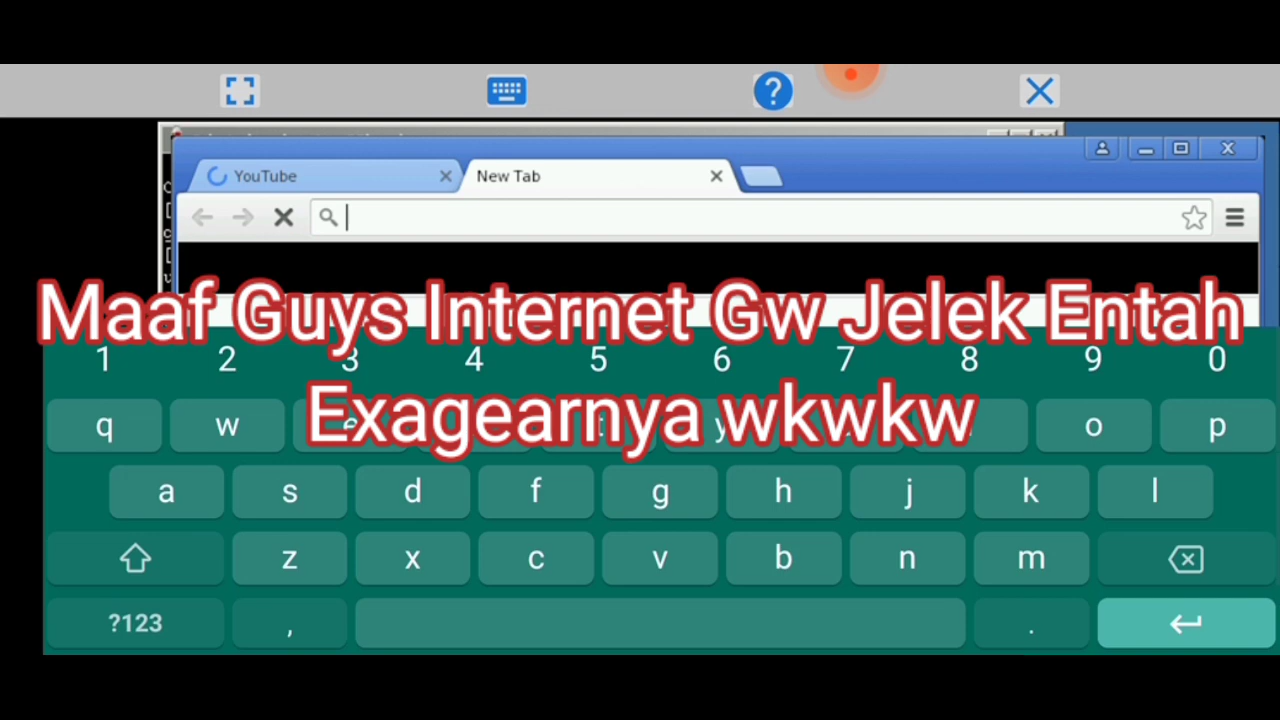 YouTube
New Tab
Maaf Guys Internet Gw Jelek Entah
Exagearnya wkwkw
1 2 3 4 5 6 7 8 9 0
q w e t y o p
a s d f g h j k l
z x c v b n m
?123 , .